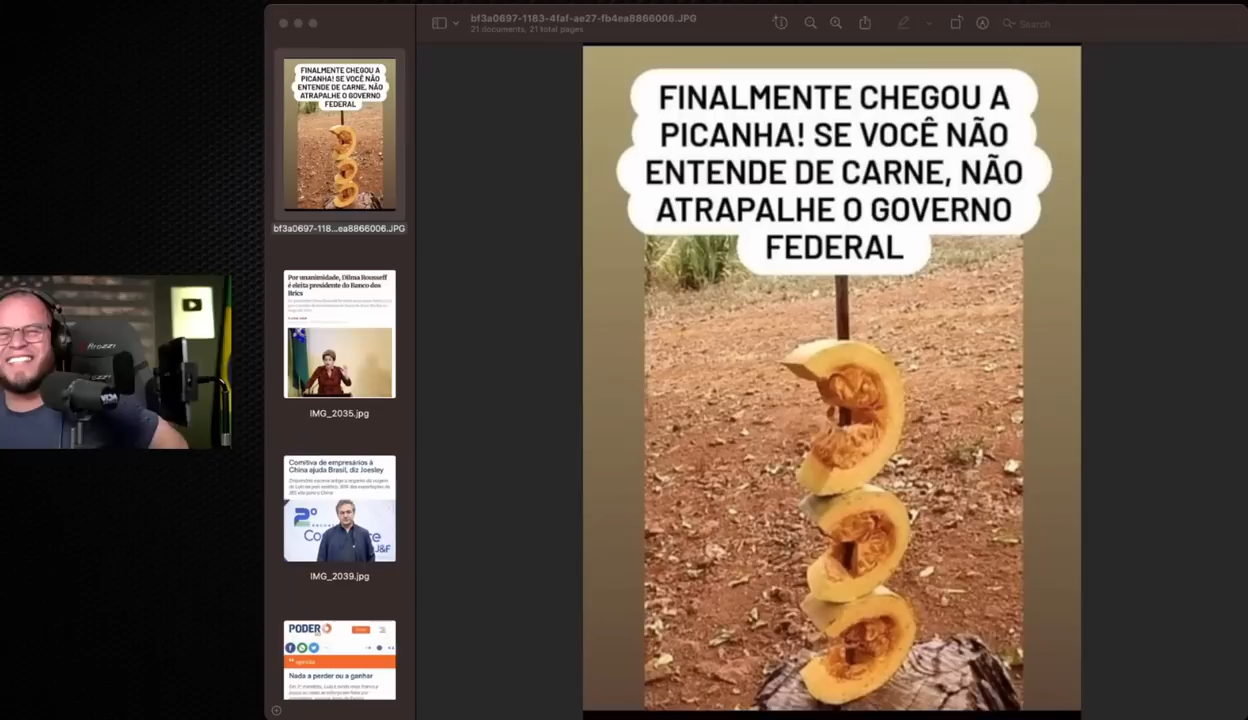 bf3a0697-1183-4faf-ae27-fb4ea8866006.JPG
21 documents, 21 total pages
Search
FINALMENTE CHEGOU A
PICANHA! SE VOCÊ NÃO
ENTENDE DE CARNE, NÃO
ATRAPALHE O GOVERNO
FEDERAL
FINALMENTE CHEGOU A
PICANHA! SE VOCÊ NÃO
ENTENDE DE CARNE, NÃO
ATRAPALHE O GOVERNO
FEDERAL
bf3a0697-118...ea8866006.JPG
Por unanimidade, Dilma Rousseff
é eleita presidente do Banco dos
Brics
IMG_2035.jpg
Comitiva de empresários à
China ajuda Brasil, diz Joesley
2º
J&F
IMG_2039.jpg
PODER
Nada a perder ou a ganhar